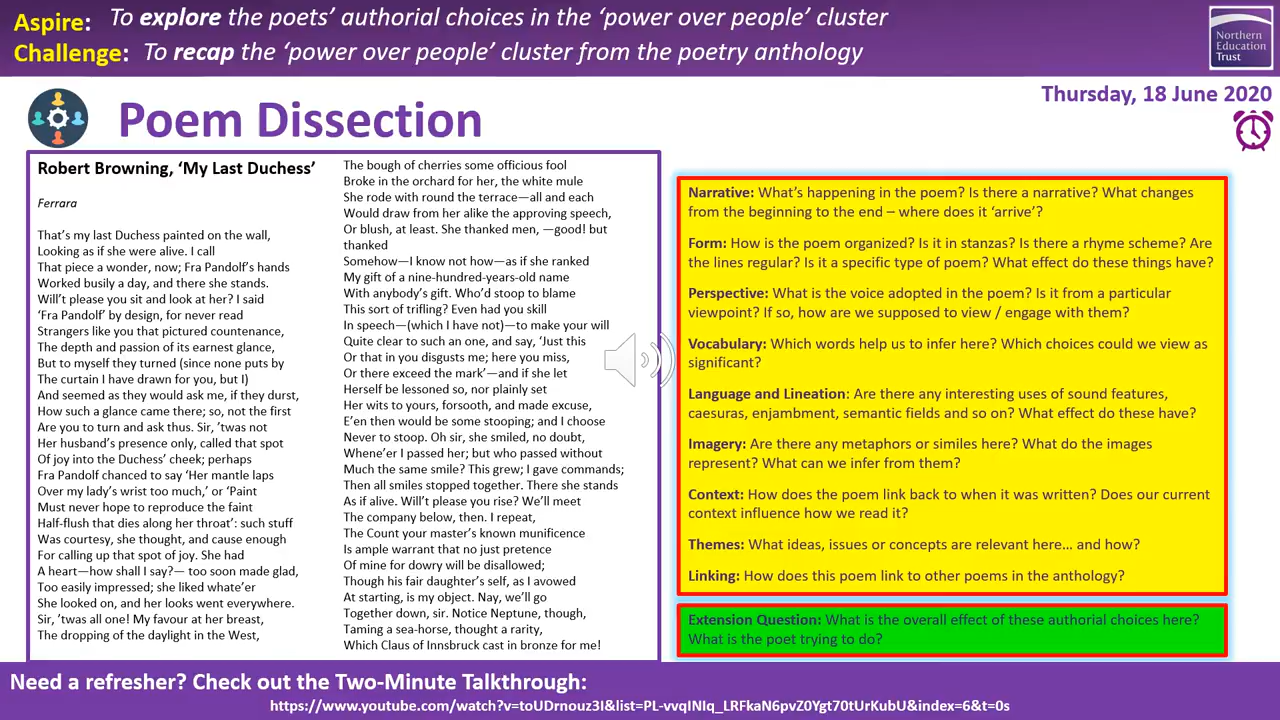 Aspire: To explore the poets’ authorial choices in the ‘power over people’ cluster
Challenge: To recap the ‘power over people’ cluster from the poetry anthology
Northern
Education
Trust
Thursday, 18 June 2020
Poem Dissection
Robert Browning, ‘My Last Duchess’
Ferrara
That’s my last Duchess painted on the wall,
Looking as if she were alive. I call
That piece a wonder, now; Fra Pandolf’s hands
Worked busily a day, and there she stands.
Will’t please you sit and look at her? I said
‘Fra Pandolf’ by design, for never read
Strangers like you that pictured countenance,
The depth and passion of its earnest glance,
But to myself they turned (since none puts by
The curtain I have drawn for you, but I)
And seemed as they would ask me, if they durst,
How such a glance came there; so, not the first
Are you to turn and ask thus. Sir, ’twas not
Her husband’s presence only, called that spot
Of joy into the Duchess’ cheek; perhaps
Fra Pandolf chanced to say ‘Her mantle laps
Over my lady’s wrist too much,’ or ‘Paint
Must never hope to reproduce the faint
Half-flush that dies along her throat’: such stuff
Was courtesy, she thought, and cause enough
For calling up that spot of joy. She had
A heart—how shall I say?— too soon made glad,
Too easily impressed; she liked whate’er
She looked on, and her looks went everywhere.
Sir, ’twas all one! My favour at her breast,
The dropping of the daylight in the West,
The bough of cherries some officious fool
Broke in the orchard for her, the white mule
She rode with round the terrace—all and each
Would draw from her alike the approving speech,
Or blush, at least. She thanked men, —good! but
thanked
Somehow—I know not how—as if she ranked
My gift of a nine-hundred-years-old name
With anybody’s gift. Who’d stoop to blame
This sort of trifling? Even had you skill
In speech—(which I have not)—to make your will
Quite clear to such an one, and say, ‘Just this
Or that in you disgusts me; here you miss,
Or there exceed the mark’—and if she let
Herself be lessoned so, nor plainly set
Her wits to yours, forsooth, and made excuse,
E’en then would be some stooping; and I choose
Never to stoop. Oh sir, she smiled, no doubt,
Whene’er I passed her; but who passed without
Much the same smile? This grew; I gave commands;
Then all smiles stopped together. There she stands
As if alive. Will’t please you rise? We’ll meet
The company below, then. I repeat,
The Count your master’s known munificence
Is ample warrant that no just pretence
Of mine for dowry will be disallowed;
Though his fair daughter’s self, as I avowed
At starting, is my object. Nay, we’ll go
Together down, sir. Notice Neptune, though,
Taming a sea-horse, thought a rarity,
Which Claus of Innsbruck cast in bronze for me!
Narrative: What’s happening in the poem? Is there a narrative? What changes
from the beginning to the end – where does it ‘arrive’?
Form: How is the poem organized? Is it in stanzas? Is there a rhyme scheme? Are
the lines regular? Is it a specific type of poem? What effect do these things have?
Perspective: What is the voice adopted in the poem? Is it from a particular
viewpoint? If so, how are we supposed to view / engage with them?
Vocabulary: Which words help us to infer here? Which choices could we view as
significant?
Language and Lineation: Are there any interesting uses of sound features,
caesuras, enjambment, semantic fields and so on? What effect do these have?
Imagery: Are there any metaphors or similes here? What do the images
represent? What can we infer from them?
Context: How does the poem link back to when it was written? Does our current
context influence how we read it?
Themes: What ideas, issues or concepts are relevant here… and how?
Linking: How does this poem link to other poems in the anthology?
Extension Question: What is the overall effect of these authorial choices here?
What is the poet trying to do?
Need a refresher? Check out the Two-Minute Talkthrough:
https://www.youtube.com/watch?v=toUDrnouz3I&list=PL-vvqINIq_LRFkaN6pvZ0Ygt70tUrKubU&index=6&t=0s